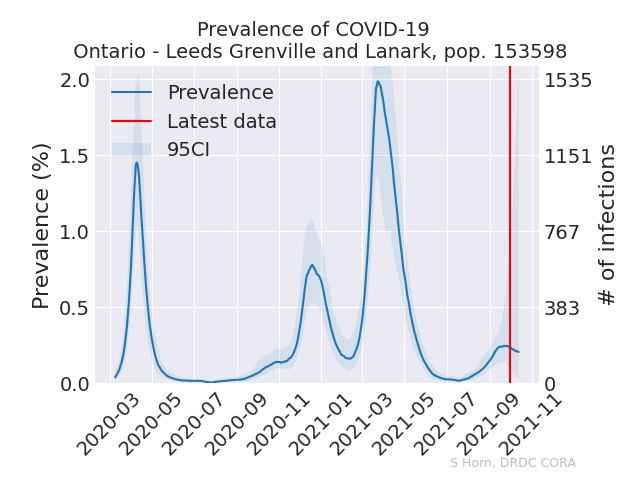 Prevalence of COVID-19
Ontario - Leeds Grenville and Lanark, pop. 153598
Prevalence
Latest data
95CI
Prevalence (%)
2.0
1.5
1.0
0.5
0.0
# of infections
1535
1151
767
383
0
2020-03
2020-05
2020-07
2020-09
2020-11
2021-01
2021-03
2021-05
2021-07
2021-09
2021-11
S Horn, DRDC CORA